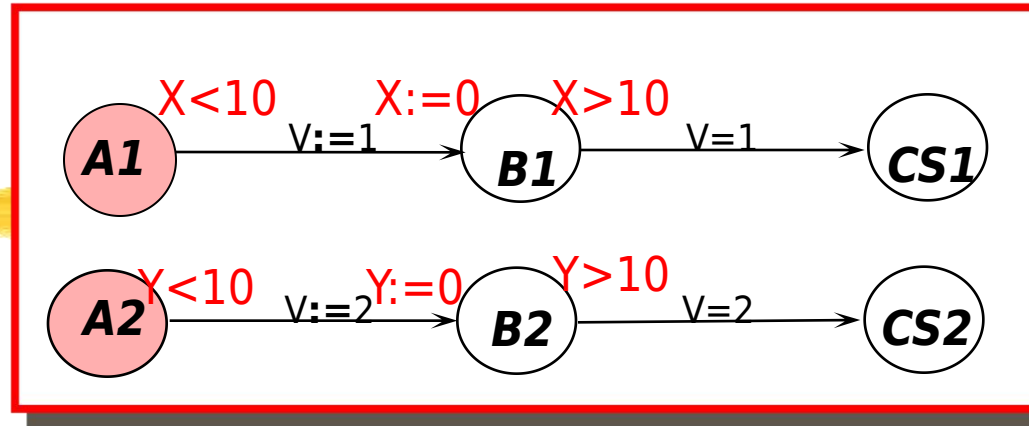 X<10 X:=0 X>10
V:=1 V=1
A1 B1 CS1
Y<10 Y:=0 Y>10
V:=2 V=2
A2 B2 CS2